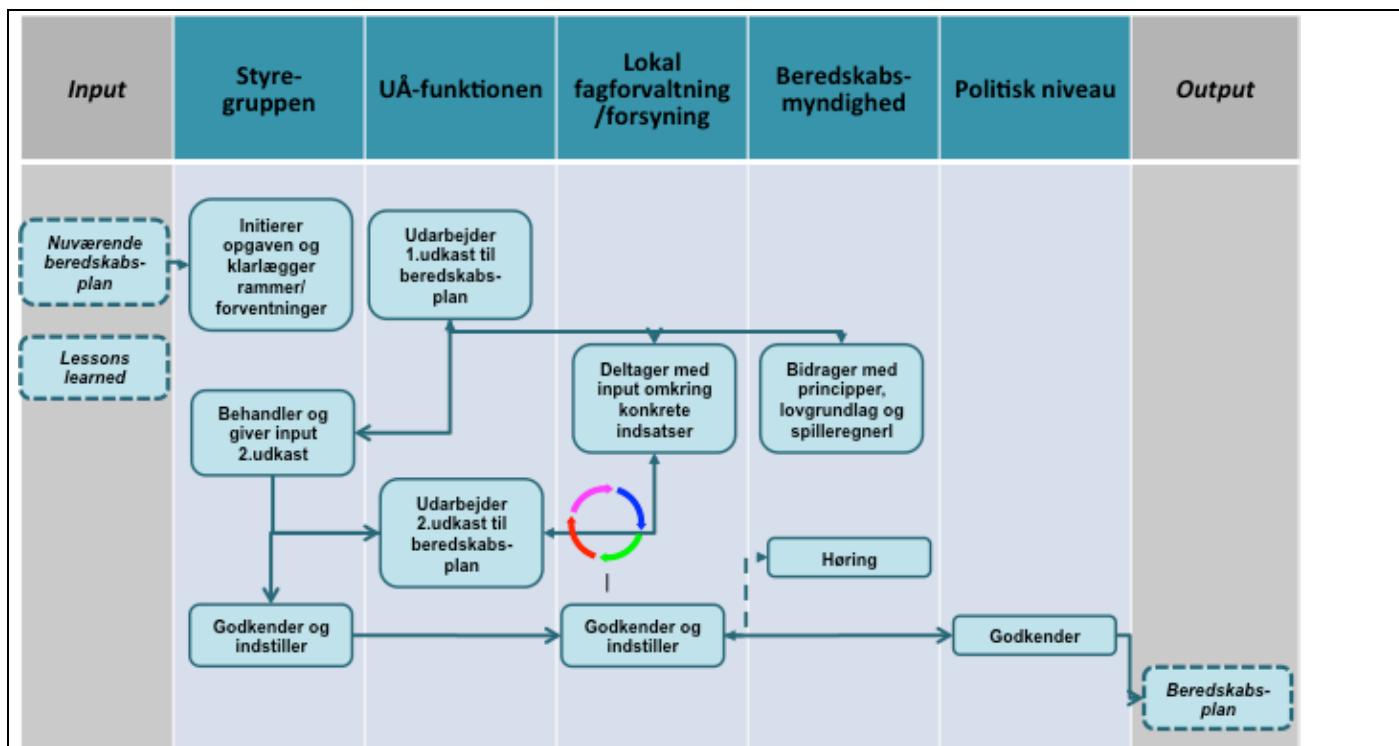 Input
Styre-
gruppen
UÅ-funktionen
Lokal
fagforvaltning
/forsyning
Beredskabs-
myndighed
Politisk niveau
Output
Nuværende
beredskabs-
plan
Initierer
opgaven og
klarlægger
rammer/
forventninger
Udarbejder
1.udkast til
beredskabs-
plan
Lessons
learned
Deltager med
input omkring
konkrete
indsatser
Bidrager med
principper,
lovgrundlag og
spilleregnerl
Behandler og
giver input
2.udkast
Udarbejder
2.udkast til
beredskabs-
plan
Høring
Godkender og
indstiller
Godkender og
indstiller
Godkender
Beredskabs-
plan